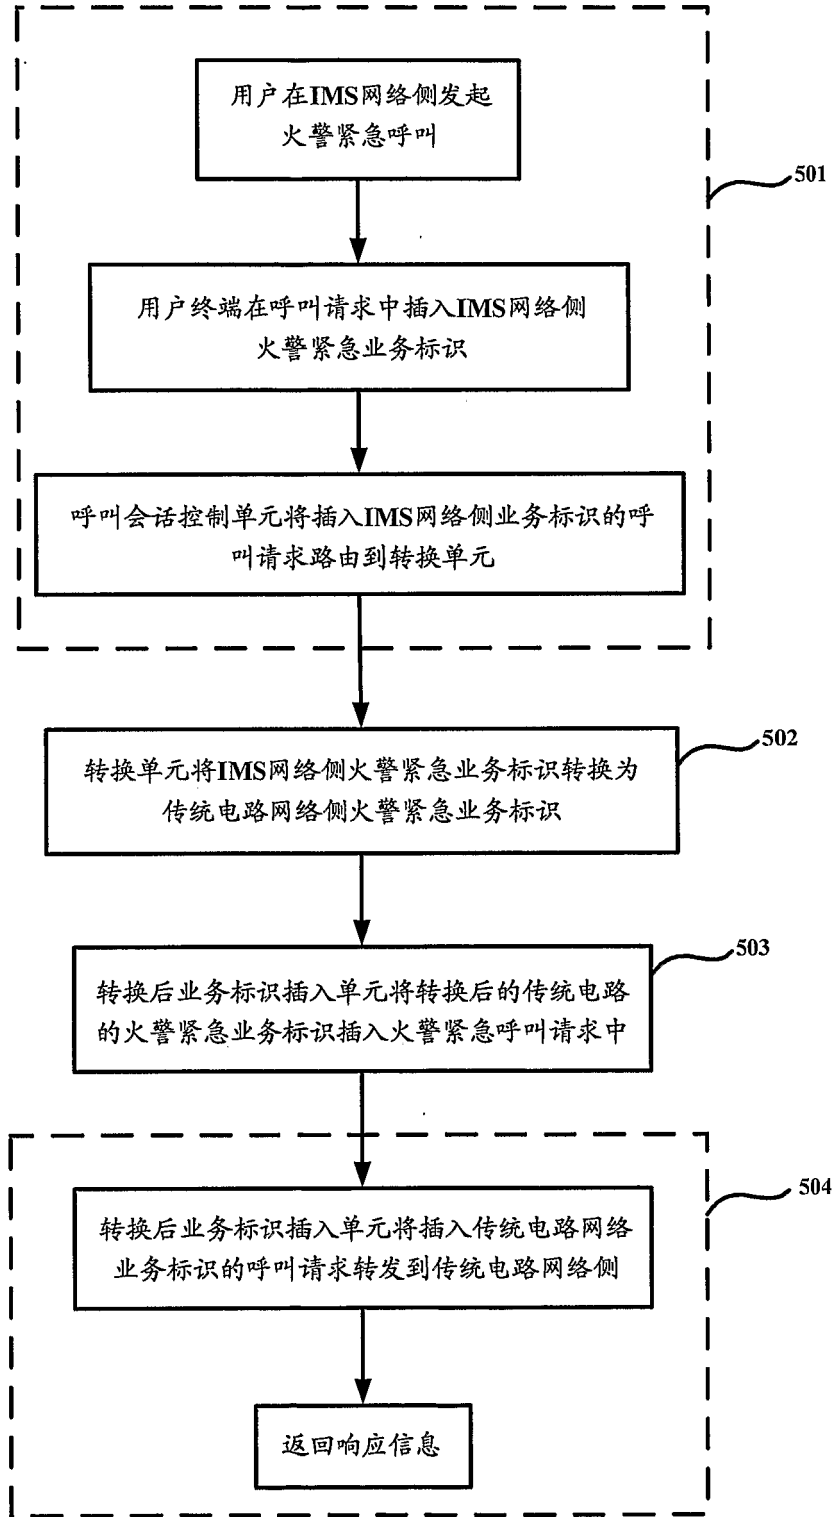 用户在IMS网络侧发起
火警紧急呼叫
501
用户终端在呼叫请求中插入IMS网络侧
火警紧急业务标识
呼叫会话控制单元将插入IMS网络侧业务标识的呼
叫请求路由到转换单元
502
转换单元将IMS网络侧火警紧急业务标识转换为
传统电路网络侧火警紧急业务标识
503
转换后业务标识插入单元将转换后的传统电路
的火警紧急业务标识插入火警紧急呼叫请求中
504
转换后业务标识插入单元将插入传统电路网络
业务标识的呼叫请求转发到传统电路网络侧
返回响应信息